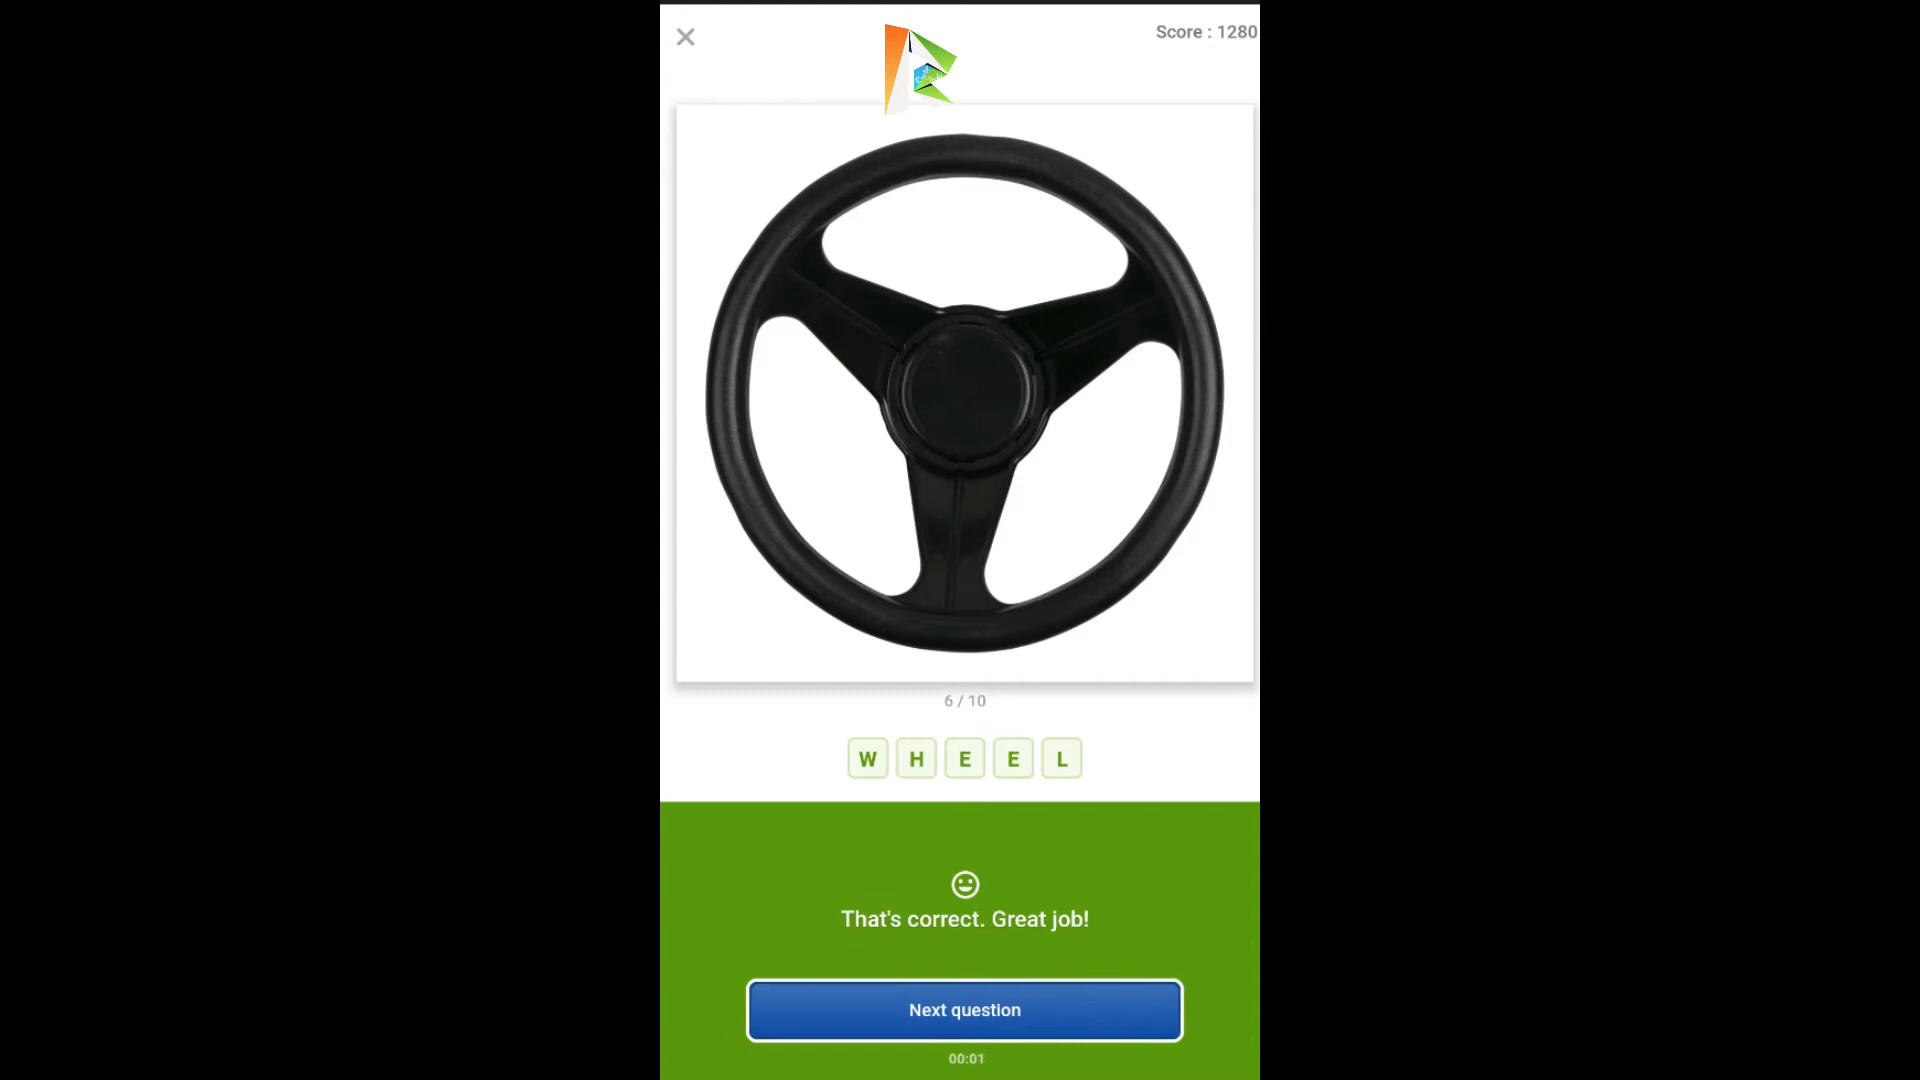 Score : 1280
6 / 10
W H E E L
That's correct. Great job!
Next question
00:01